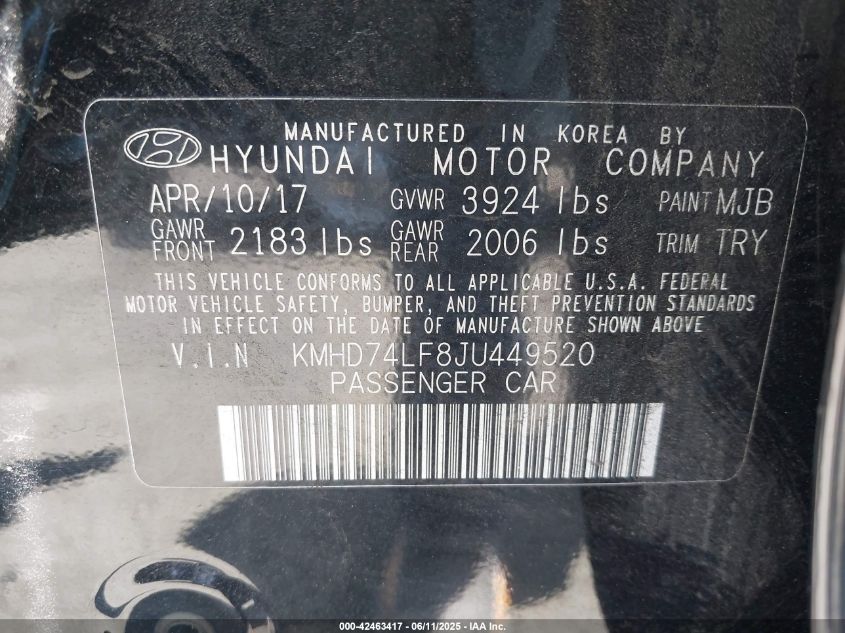 MANUFACTURED IN KOREA BY
HYUNDAI MOTOR COMPANY
APR/10/17 GVWR 3924 lbs PAINT MJB
GAWR FRONT 2183 lbs GAWR REAR 2006 lbs TRIM TRY
THIS VEHICLE CONFORMS TO ALL APPLICABLE U.S.A. FEDERAL
MOTOR VEHICLE SAFETY, BUMPER, AND THEFT PREVENTION STANDARDS
IN EFFECT ON THE DATE OF MANUFACTURE SHOWN ABOVE
V.I.N KMHD74LF8JU449520
PASSENGER CAR
000-42463417 - 06/11/2025 - IAA Inc.